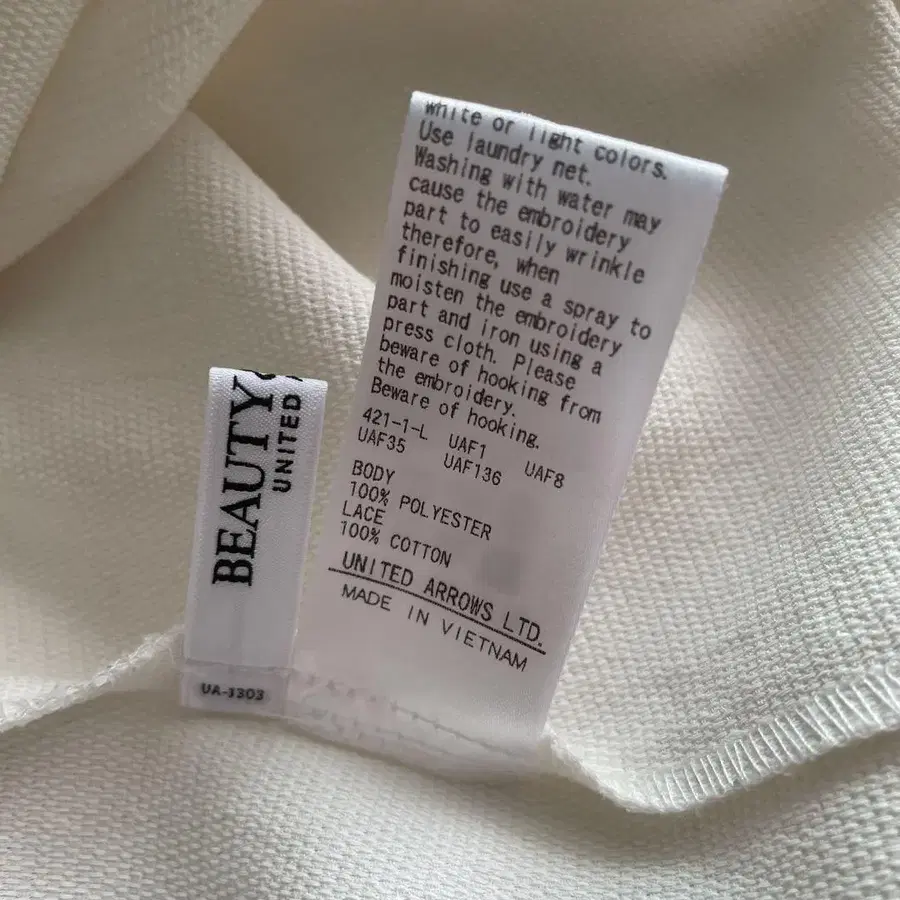 white or light colors.
Use laundry net.
Washing with water may
cause the embroidery
part to easily wrinkle
therefore, when
finishing use a spray to
moisten the embroidery
part and iron using a
press cloth. Please
beware of hooking from
the embroidery.
Beware of hooking.
421-1-L UAF1 UAF8
UAF35 UAF136
BODY
100% POLYESTER
LACE
100% COTTON
UNITED ARROWS LTD.
MADE IN VIETNAM
BEAUTY
UNITED
UA-1303